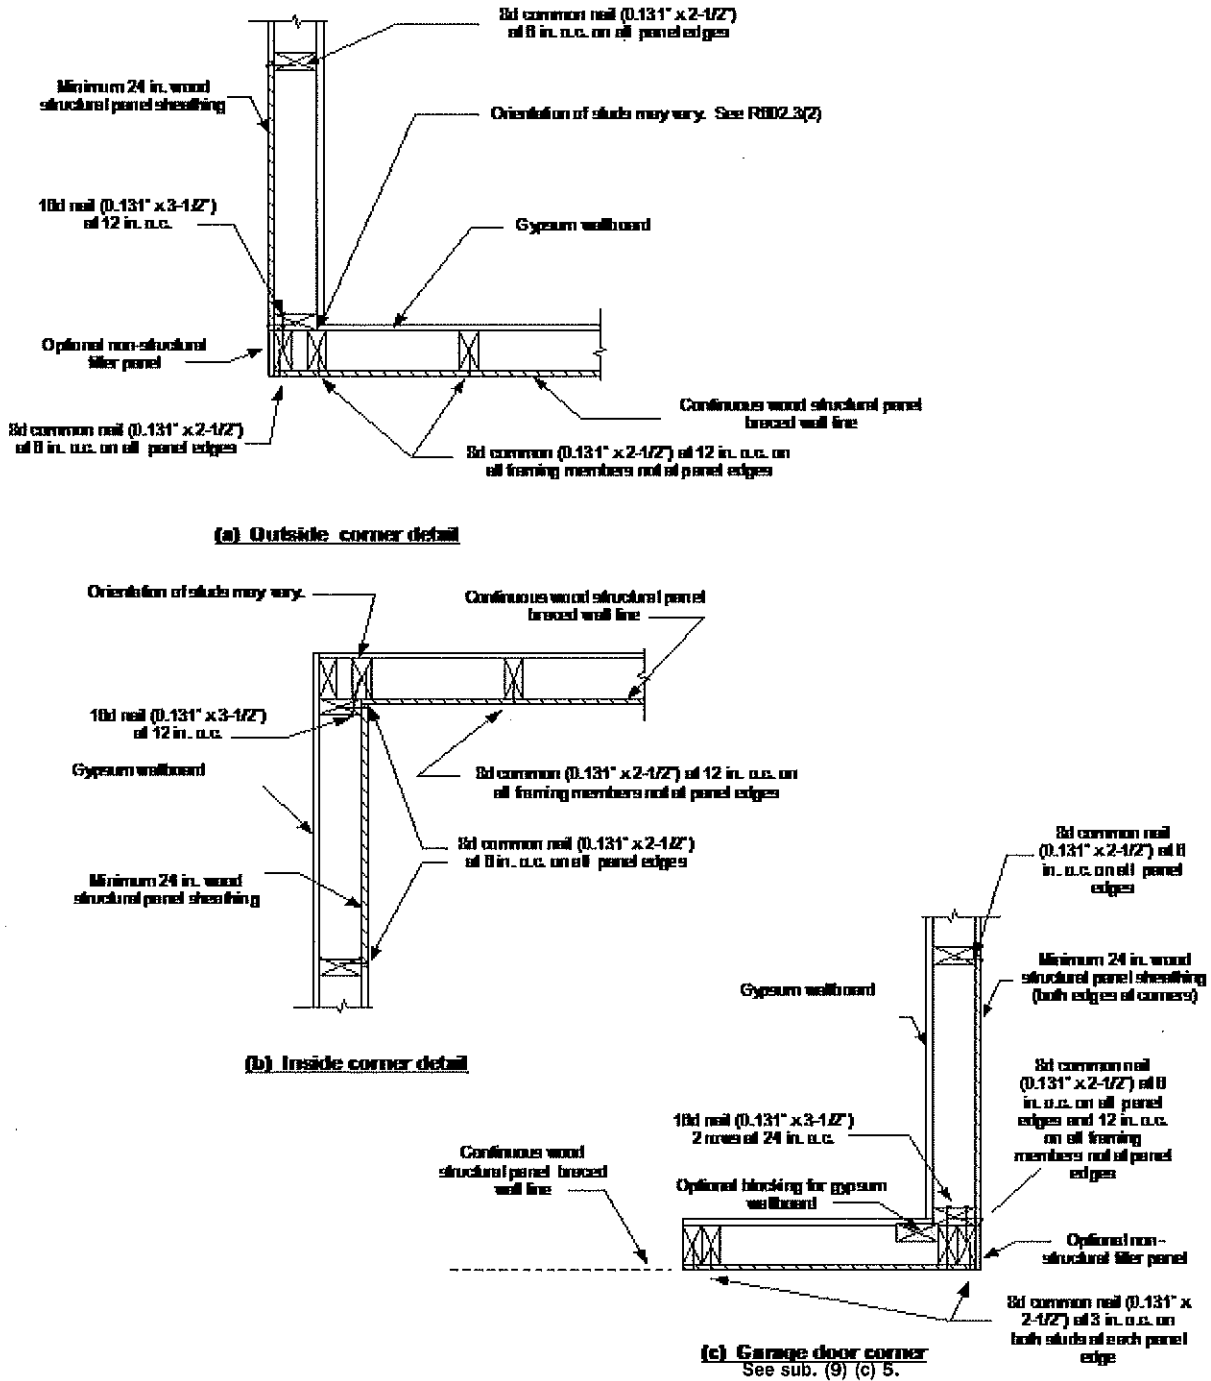 8d common nail (0.131" x 2-1/2")
at 6 in. o.c. on all panel edges
Minimum 24 in. wood
structural panel sheathing
Orientation of studs may vary. See R602.3(2)
16d nail (0.131" x 3-1/2")
at 12 in. o.c.
Gypsum wallboard
Optional non-structural
filler panel
Continuous wood structural panel
braced wall line
8d common nail (0.131" x 2-1/2")
at 6 in. o.c. on all panel edges
8d common (0.131" x 2-1/2") at 12 in. o.c. on
all framing members not at panel edges
(a) Outside corner detail
Orientation of studs may vary.
Continuous wood structural panel
braced wall line
16d nail (0.131" x 3-1/2")
at 12 in. o.c.
Gypsum wallboard
8d common (0.131" x 2-1/2") at 12 in. o.c. on
all framing members not at panel edges
8d common nail (0.131" x 2-1/2")
at 6 in. o.c. on all panel edges
Minimum 24 in. wood
structural panel sheathing
(b) Inside corner detail
8d common nail
(0.131" x 2-1/2") at 6
in. o.c. on all panel
edges
Gypsum wallboard
Minimum 24 in. wood
structural panel sheathing
(both edges at corners)
8d common nail
(0.131" x 2-1/2") at 6
in. o.c. on all panel
edges and 12 in. o.c.
on all framing
members not at panel
edges
16d nail (0.131" x 3-1/2")
2 rows at 24 in. o.c.
Continuous wood
structural panel braced
wall line
Optional blocking for gypsum
wallboard
Optional non-
structural filler panel
8d common nail (0.131" x
2-1/2") at 3 in. o.c. on
both studs at each panel
edge
(c) Garage door corner
See sub. (9) (c) 5.